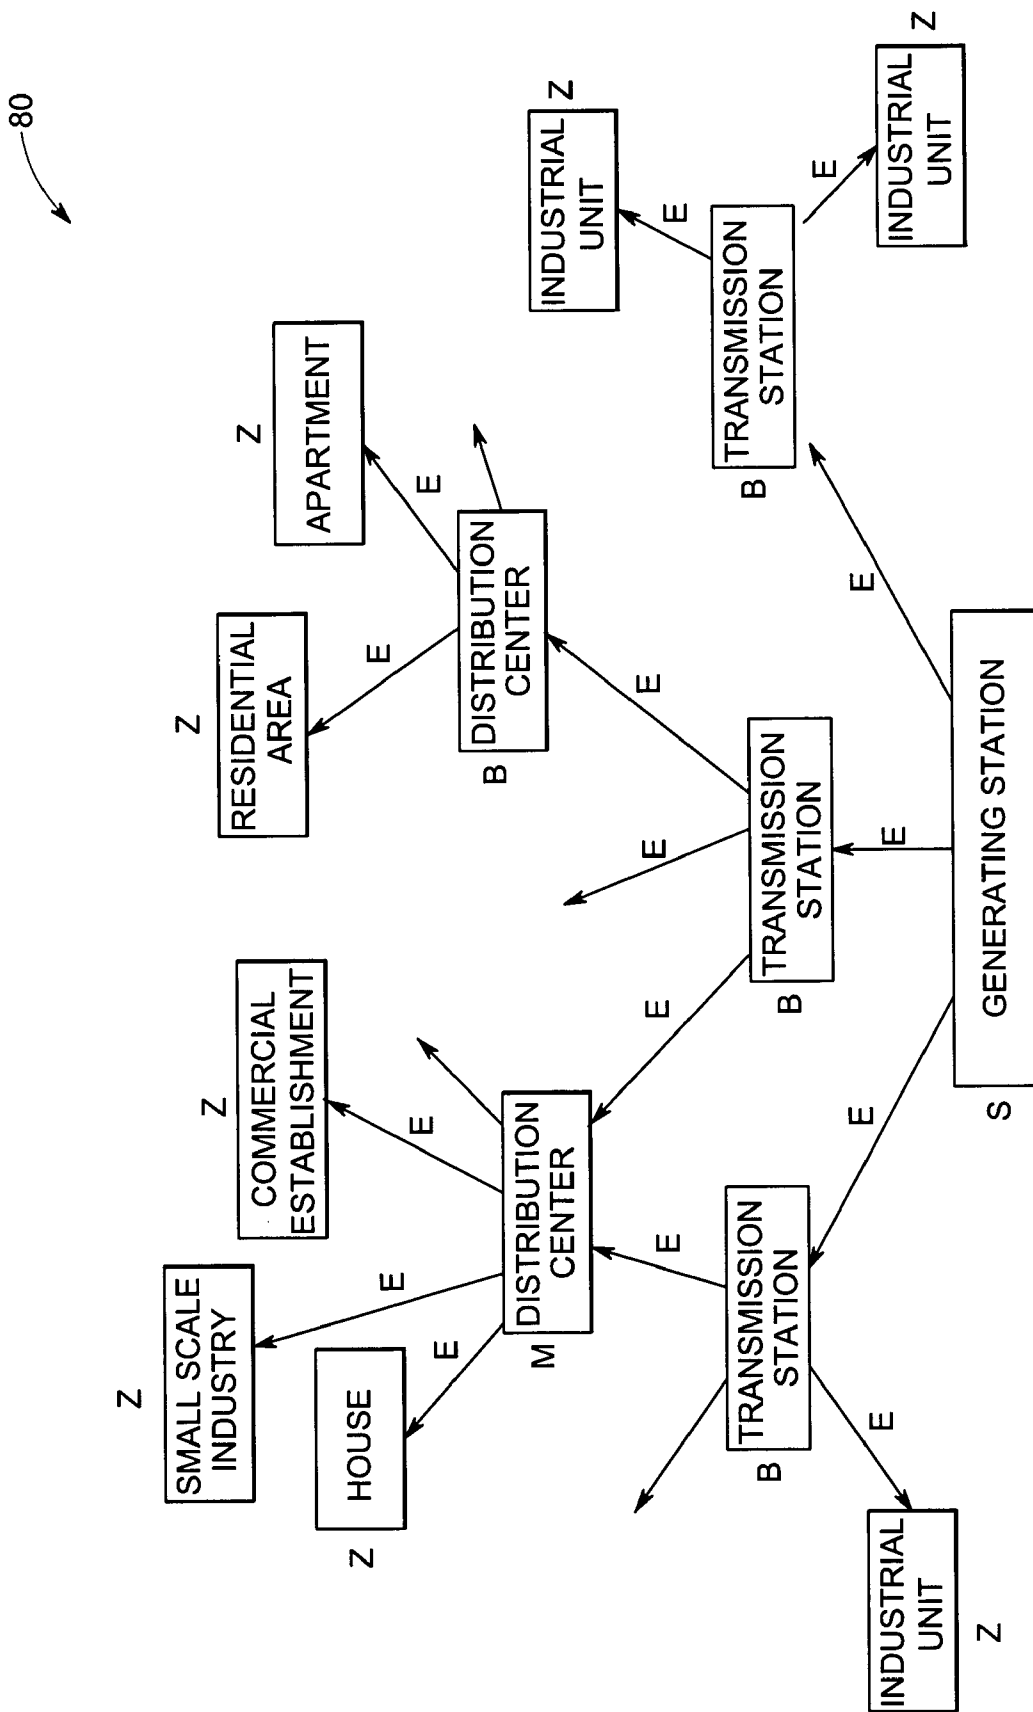 80
Z
SMALL SCALE
INDUSTRY
Z
RESIDENTIAL
AREA
Z
COMMERCIAL
ESTABLISHMENT
Z
APARTMENT
Z
HOUSE
E
E
E
E
E
M
DISTRIBUTION
CENTER
B
DISTRIBUTION
CENTER
Z
INDUSTRIAL
UNIT
E
E
E
E
E
B
TRANSMISSION
STATION
B
TRANSMISSION
STATION
B
TRANSMISSION
STATION
E
E
Z
INDUSTRIAL
UNIT
E
E
E
Z
INDUSTRIAL
UNIT
S
GENERATING STATION